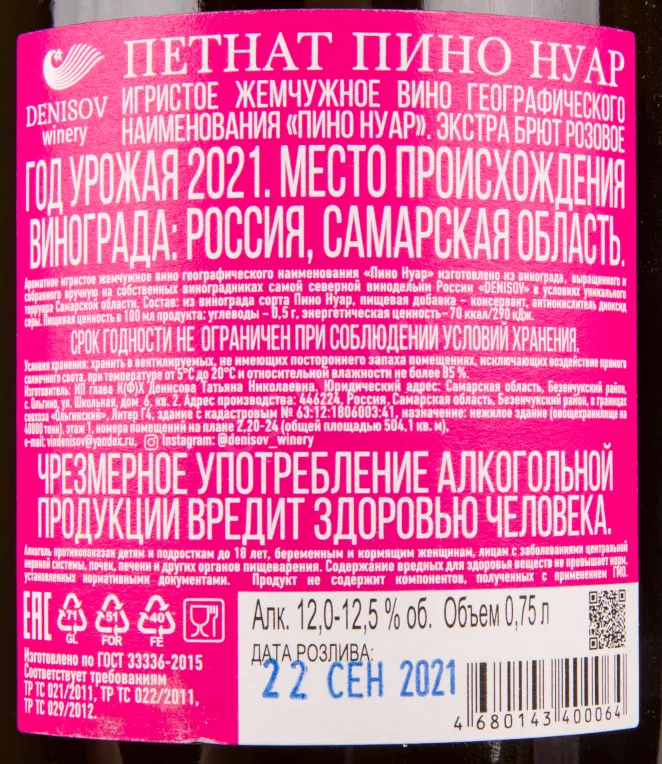 ПЕТНАТ ПИНО НУАР
DENISOV
winery
ИГРИСТОЕ ЖЕМЧУЖНОЕ ВИНО ГЕОГРАФИЧЕСКОГО
НАИМЕНОВАНИЯ «ПИНО НУАР». ЭКСТРА БРЮТ РОЗОВОЕ
ГОД УРОЖАЯ 2021. МЕСТО ПРОИСХОЖДЕНИЯ
ВИНОГРАДА: РОССИЯ, САМАРСКАЯ ОБЛАСТЬ.
Ароматное игристое жемчужное вино географического наименования «Пино Нуар» изготовлено из винограда, выращенного и
собранного вручную на собственных виноградниках самой северной винодельни России «DENISOV» в условиях уникального
терруара Самарской области. Состав: из винограда сорта Пино Нуар, пищевая добавка – консервант, антиокислитель диоксид
серы. Пищевая ценность в 100 мл продукта: углеводы – 0,5 г, энергетическая ценность – 70 ккал/290 кДж.
СРОК ГОДНОСТИ НЕ ОГРАНИЧЕН ПРИ СОБЛЮДЕНИИ УСЛОВИЙ ХРАНЕНИЯ.
Условия хранения: хранить в вентилируемых, не имеющих постороннего запаха помещениях, исключающих воздействие прямого
солнечного света, при температуре от 5°С до 20°С и относительной влажности не более 85 %.
Изготовитель: ИП глава К(Ф)Х Денисова Татьяна Николаевна, Юридический адрес: Самарская область, Безенчукский район,
с. Ольгино, ул. Школьная, дом 6, кв. 2. Адрес производства: 446224, Россия, Самарская область, Безенчукский район, в границах
совхоза «Ольгинский», Литер Г4, здание с кадастровым № 63:12:1806003:41, назначение: нежилое здание (овощехранилище на
40000 тонн), этаж 1, номера помещений на плане Z,20-24 (общей площадью 504,1 кв. м),
e-mail: vindenisov@yandex.ru, Instagram: @denisov_winery
ЧРЕЗМЕРНОЕ УПОТРЕБЛЕНИЕ АЛКОГОЛЬНОЙ
ПРОДУКЦИИ ВРЕДИТ ЗДОРОВЬЮ ЧЕЛОВЕКА.
Алкоголь противопоказан детям и подросткам до 18 лет, беременным и кормящим женщинам, лицам с заболеваниями центральной
нервной системы, почек, печени и других органов пищеварения. Содержание вредных для здоровья веществ не превышает норм,
установленных нормативными документами. Продукт не содержит компонентов, полученных с применением ГМО.
EAC
71
GL
51
FOR
40
FE
Изготовлено по ГОСТ 33336-2015
Соответствует требованиям
ТР ТС 021/2011, ТР ТС 022/2011,
ТР ТС 029/2012.
Алк. 12,0-12,5 % об. Объем 0,75 л
ДАТА РОЗЛИВА:
22 СЕН 2021
4 680143 400064